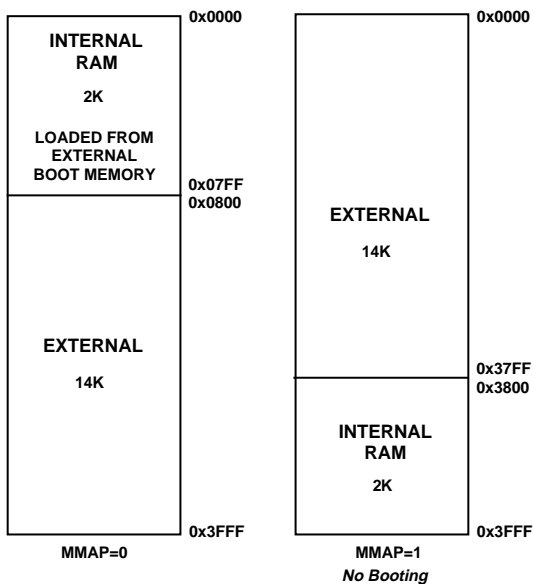 0x0000
INTERNAL
RAM
2K
LOADED FROM
EXTERNAL
BOOT MEMORY
0x07FF
0x0800
EXTERNAL
14K
0x3FFF
MMAP=0
0x0000
EXTERNAL
14K
0x37FF
0x3800
INTERNAL
RAM
2K
0x3FFF
MMAP=1
No Booting